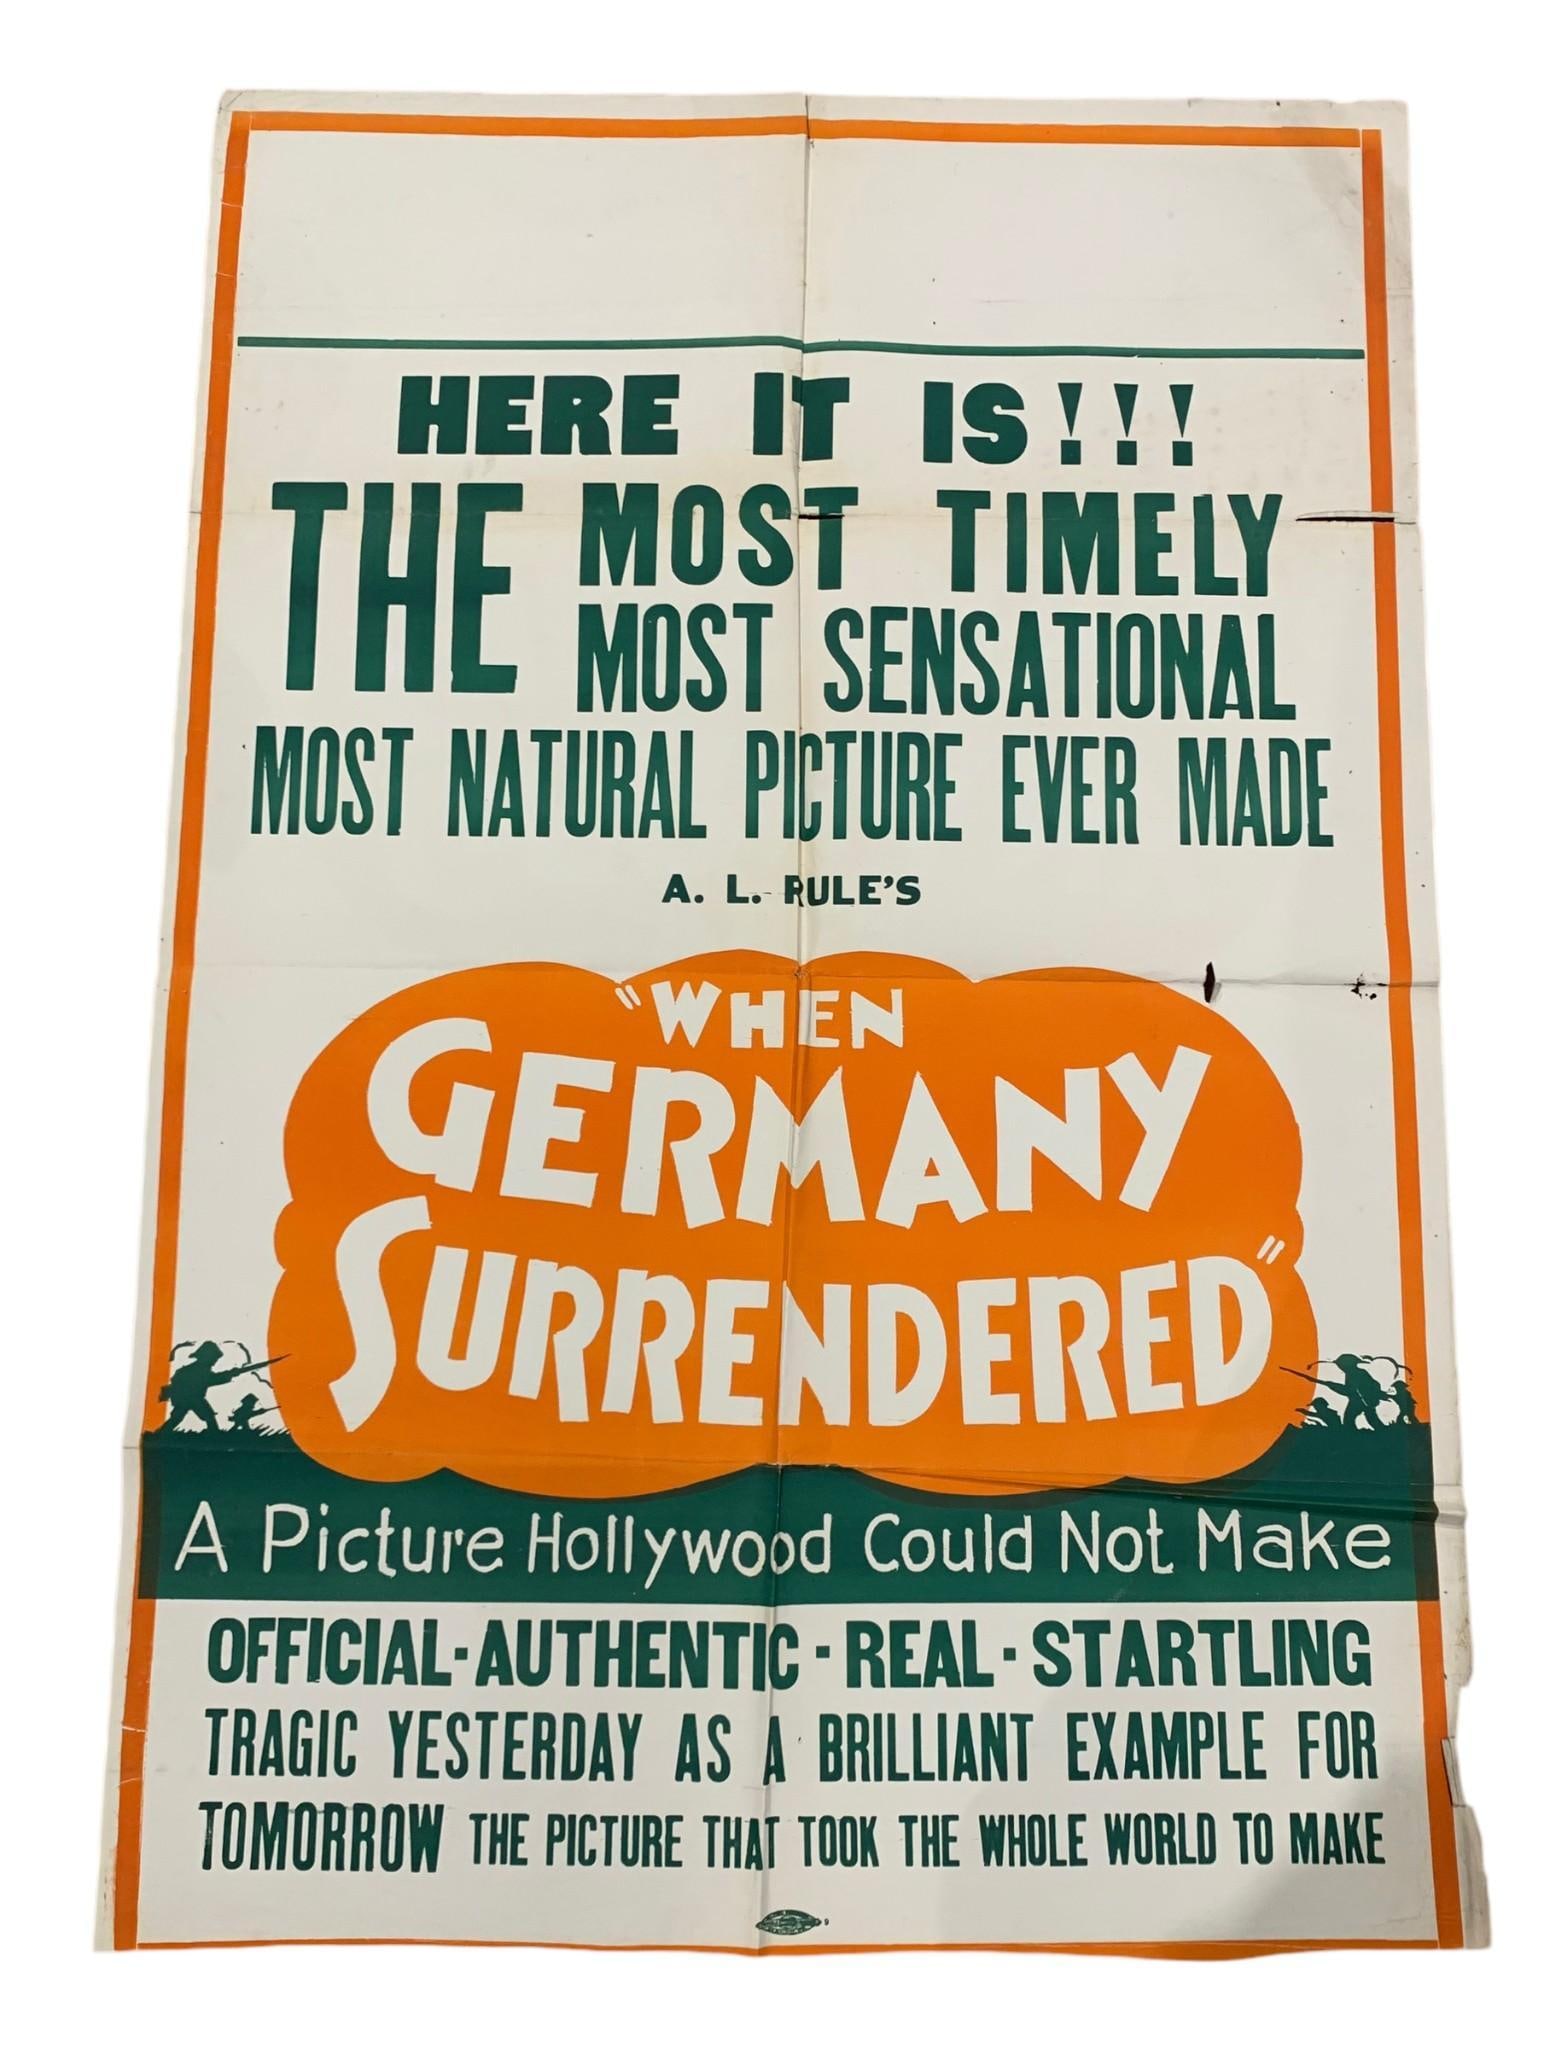 HERE IT IS!!!
THE MOST TIMELY
MOST SENSATIONAL
MOST NATURAL PICTURE EVER MADE
A. L. RULE'S
"WHEN
GERMANY
SURRENDERED"
A Picture Hollywood Could Not Make
OFFICIAL-AUTHENTIC-REAL-STARTLING
TRAGIC YESTERDAY AS A BRILLIANT EXAMPLE FOR
TOMORROW THE PICTURE THAT TOOK THE WHOLE WORLD TO MAKE
9